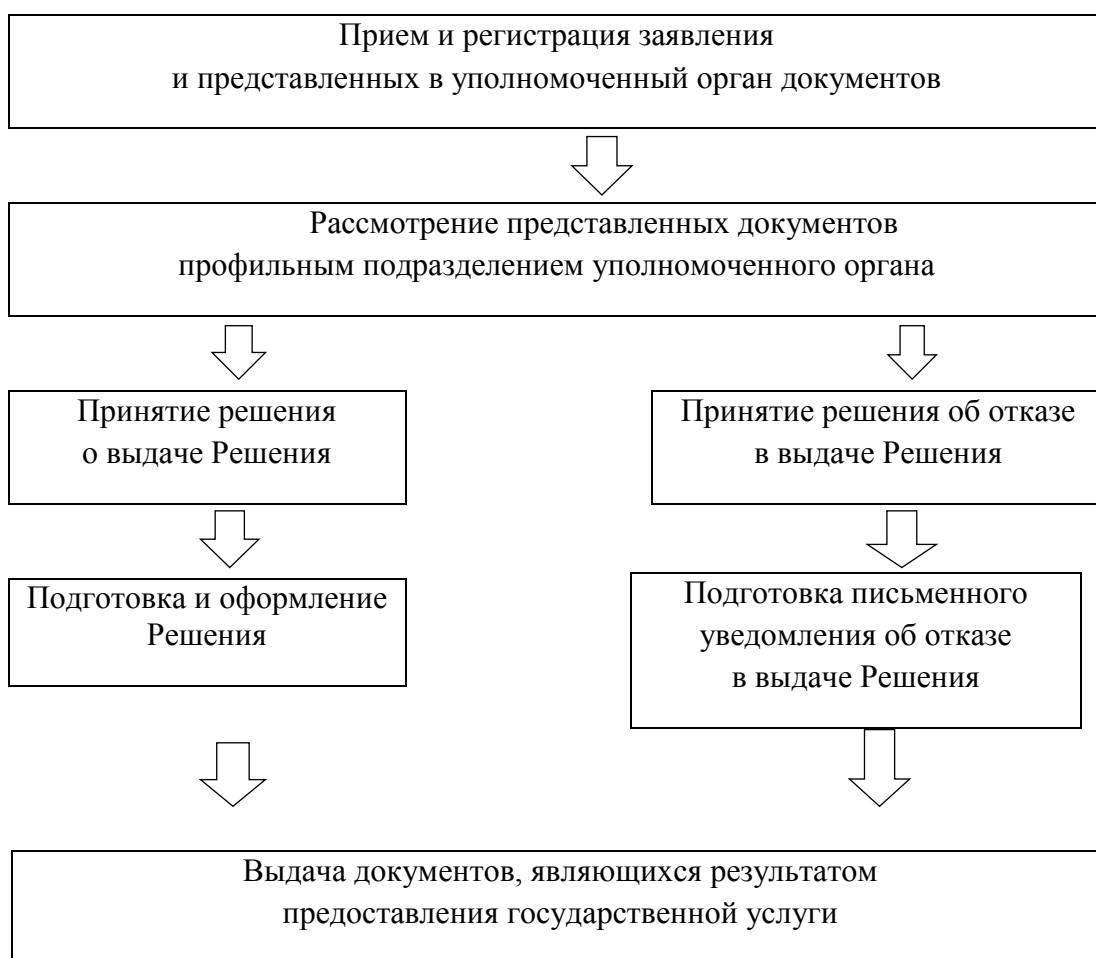 Прием и регистрация заявления
и представленных в уполномоченный орган документов
Рассмотрение представленных документов
профильным подразделением уполномоченного органа
Принятие решения
о выдаче Решения
Принятие решения об отказе
в выдаче Решения
Подготовка и оформление
Решения
Подготовка письменного
уведомления об отказе
в выдаче Решения
Выдача документов, являющихся результатом
предоставления государственной услуги